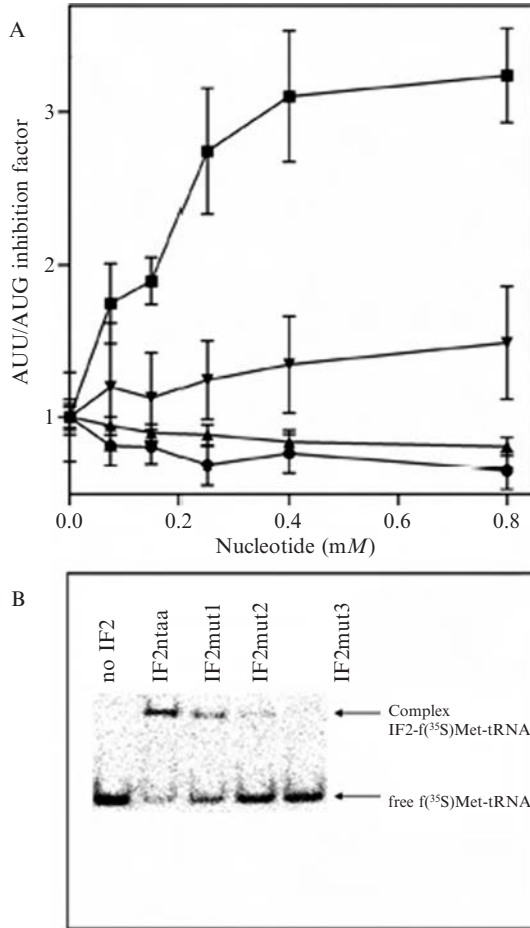 A
3
2
1
AUU/AUG inhibition factor
0.0 0.2 0.4 0.6 0.8
Nucleotide (mM)
B
no IF2
IF2ntaa
IF2mut1
IF2mut2
IF2mut3
Complex
IF2-f(³⁵S)Met-tRNA
free f(³⁵S)Met-tRNA